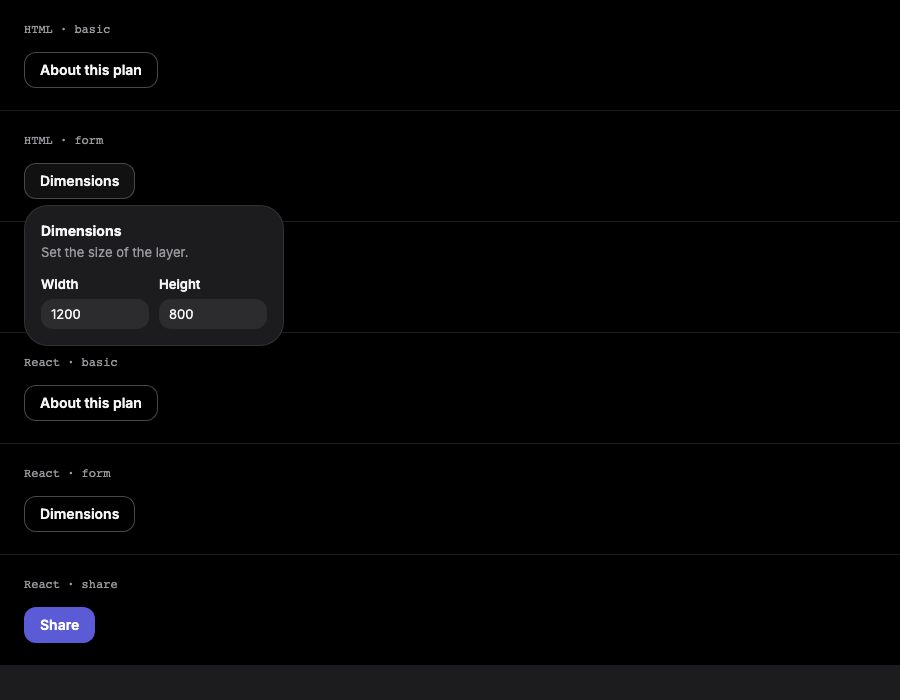 HTML · basic
About this plan
HTML · form
Dimensions
Dimensions
Set the size of the layer.
Width Height
1200 800
React · basic
About this plan
React · form
Dimensions
React · share
Share